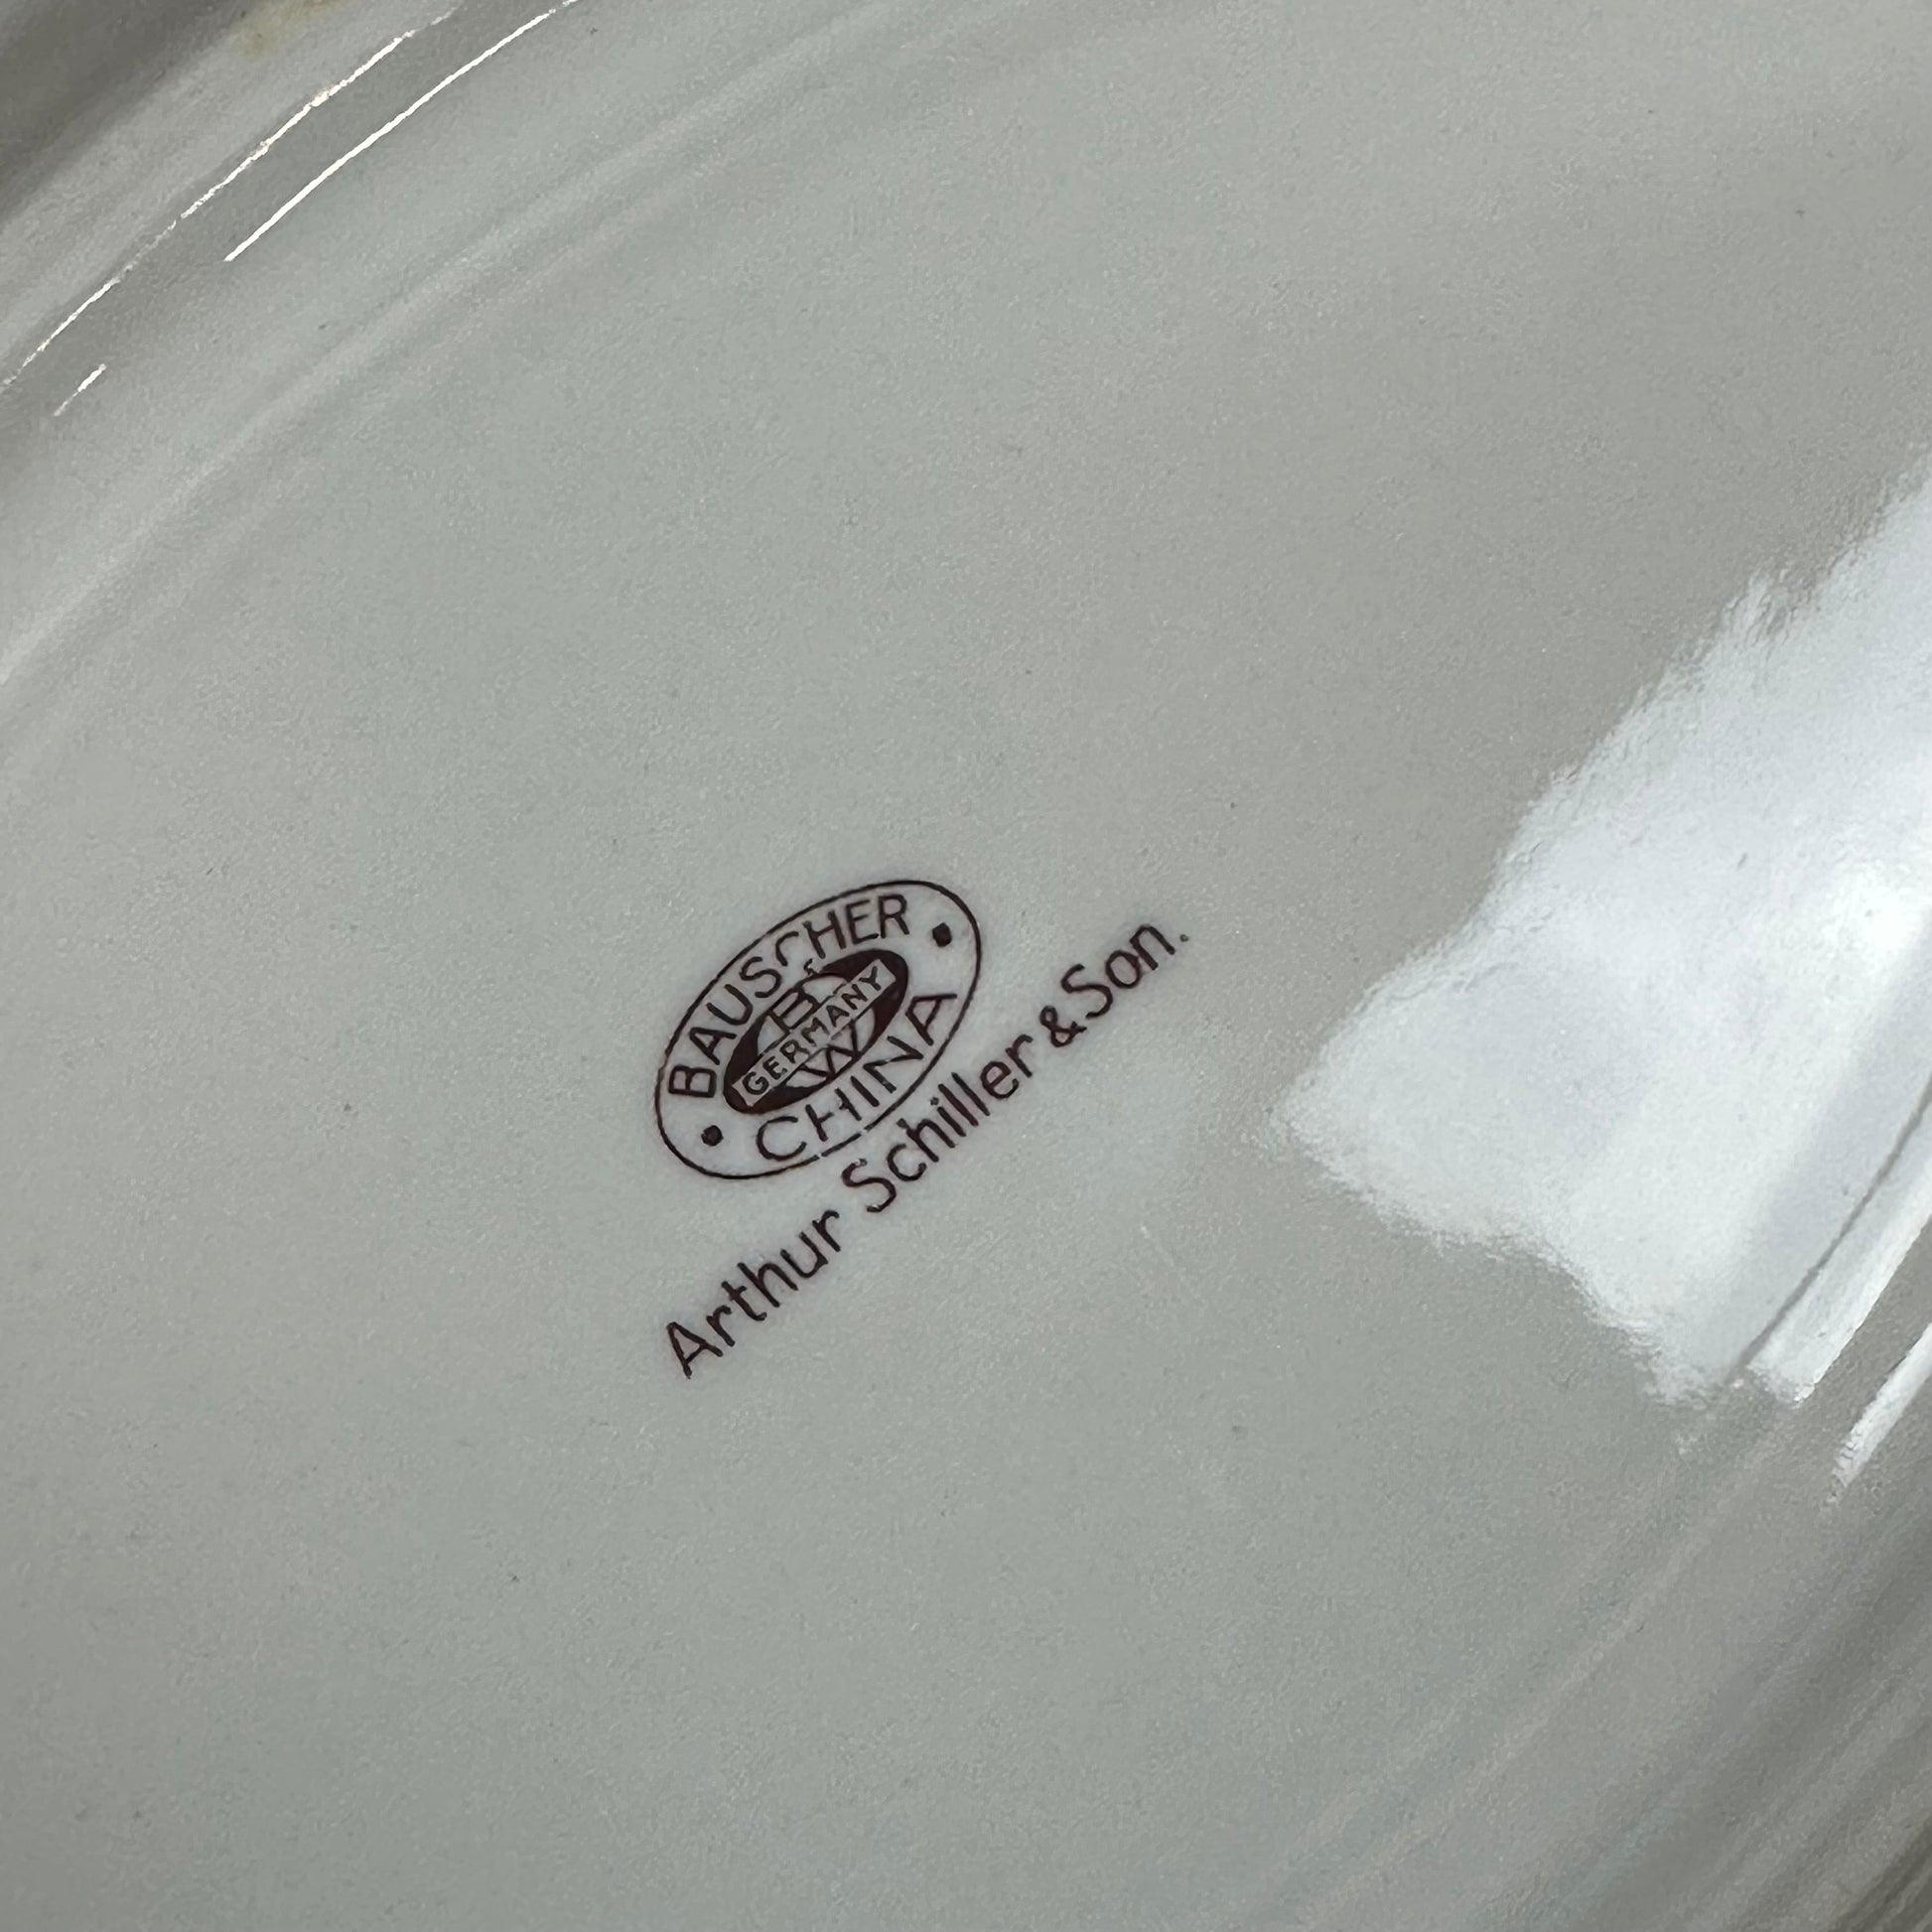 BAUSCHER
B
GERMANY
W
CHINA
Arthur Schiller & Son.